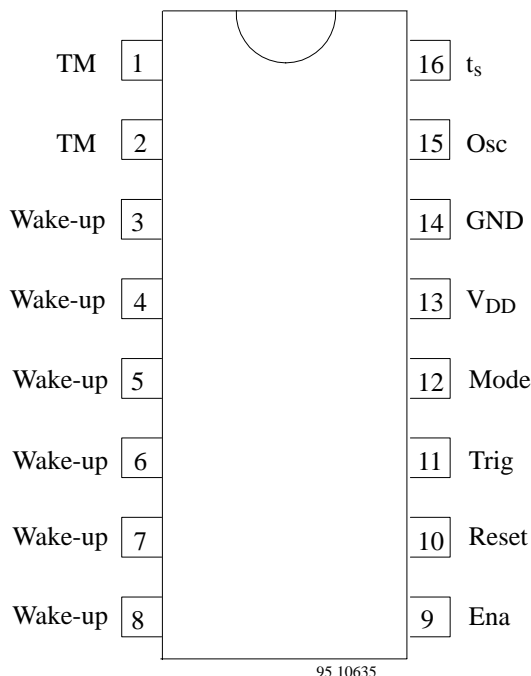 TM 1 16 ts
TM 2 15 Osc
Wake-up 3 14 GND
Wake-up 4 13 VDD
Wake-up 5 12 Mode
Wake-up 6 11 Trig
Wake-up 7 10 Reset
Wake-up 8 9 Ena
95 10635